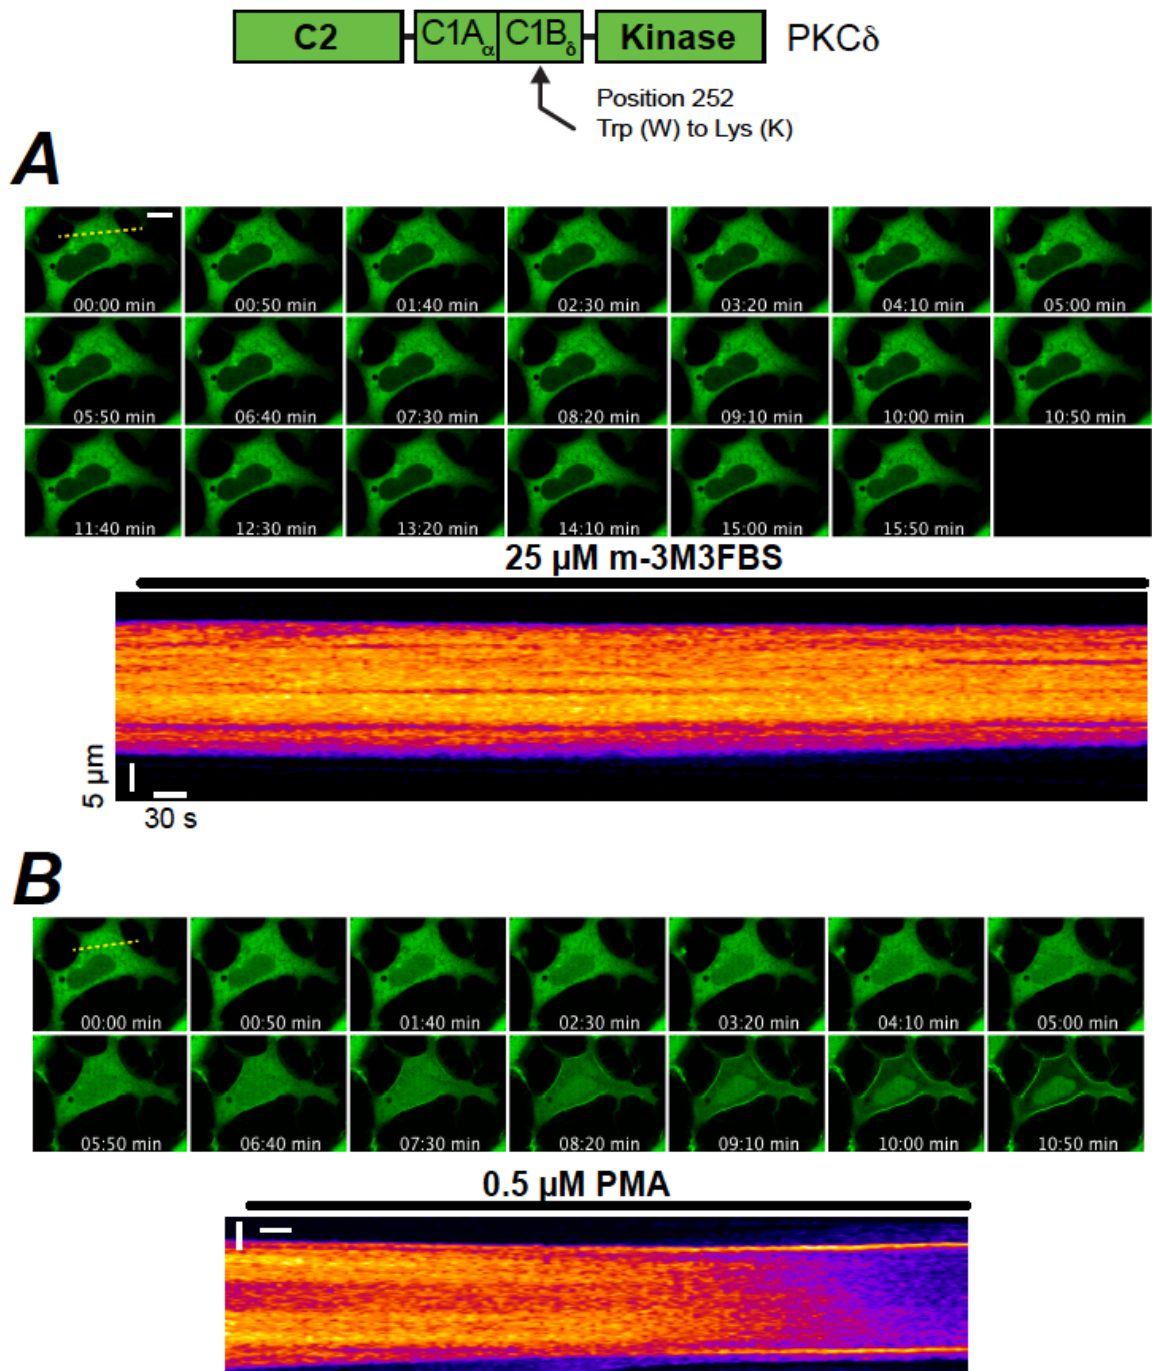 C2
C1Aα
C1Bδ
Kinase
PKCδ
Position 252
Trp (W) to Lys (K)
A
00:00 min
00:50 min
01:40 min
02:30 min
03:20 min
04:10 min
05:00 min
05:50 min
06:40 min
07:30 min
08:20 min
09:10 min
10:00 min
10:50 min
11:40 min
12:30 min
13:20 min
14:10 min
15:00 min
15:50 min
25 µM m-3M3FBS
5 µm
30 s
B
00:00 min
00:50 min
01:40 min
02:30 min
03:20 min
04:10 min
05:00 min
05:50 min
06:40 min
07:30 min
08:20 min
09:10 min
10:00 min
10:50 min
0.5 µM PMA